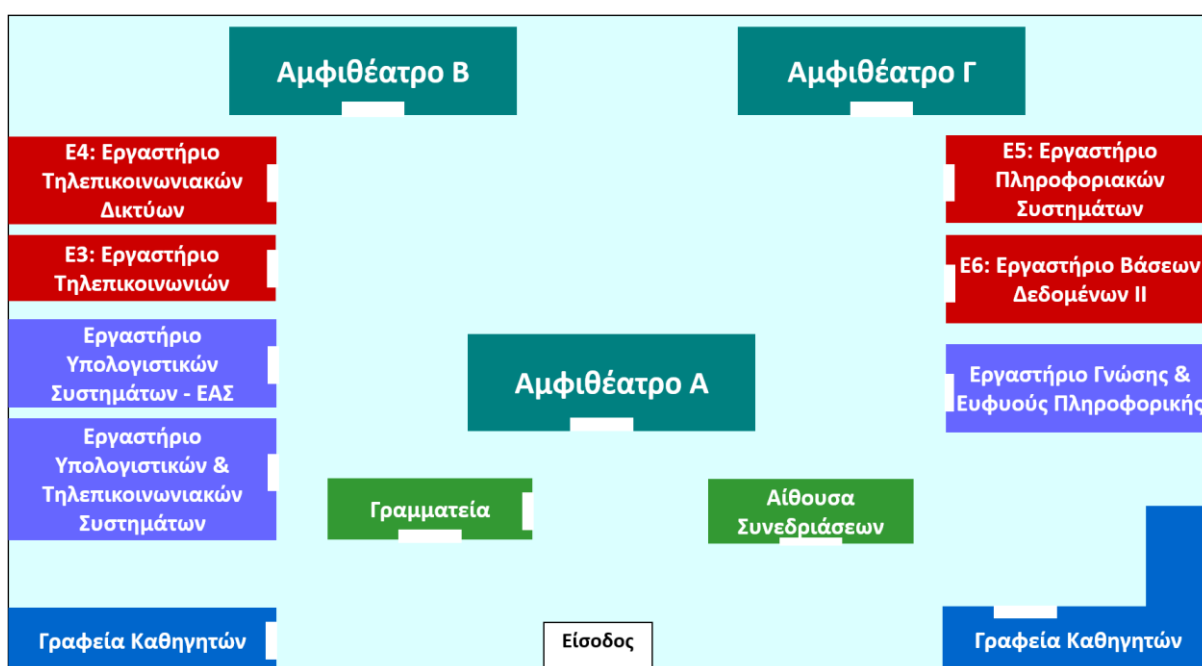 Αμφιθέατρο Β
Αμφιθέατρο Γ
Ε4: Εργαστήριο
Τηλεπικοινωνιακών
Δικτύων
Ε5: Εργαστήριο
Πληροφοριακών
Συστημάτων
Ε3: Εργαστήριο
Τηλεπικοινωνιών
Ε6: Εργαστήριο Βάσεων
Δεδομένων ΙΙ
Εργαστήριο
Υπολογιστικών
Συστημάτων - ΕΑΣ
Αμφιθέατρο Α
Εργαστήριο Γνώσης &
Ευφυούς Πληροφορικής
Εργαστήριο
Υπολογιστικών &
Τηλεπικοινωνιακών
Συστημάτων
Γραμματεία
Αίθουσα
Συνεδριάσεων
Γραφεία Καθηγητών
Είσοδος
Γραφεία Καθηγητών